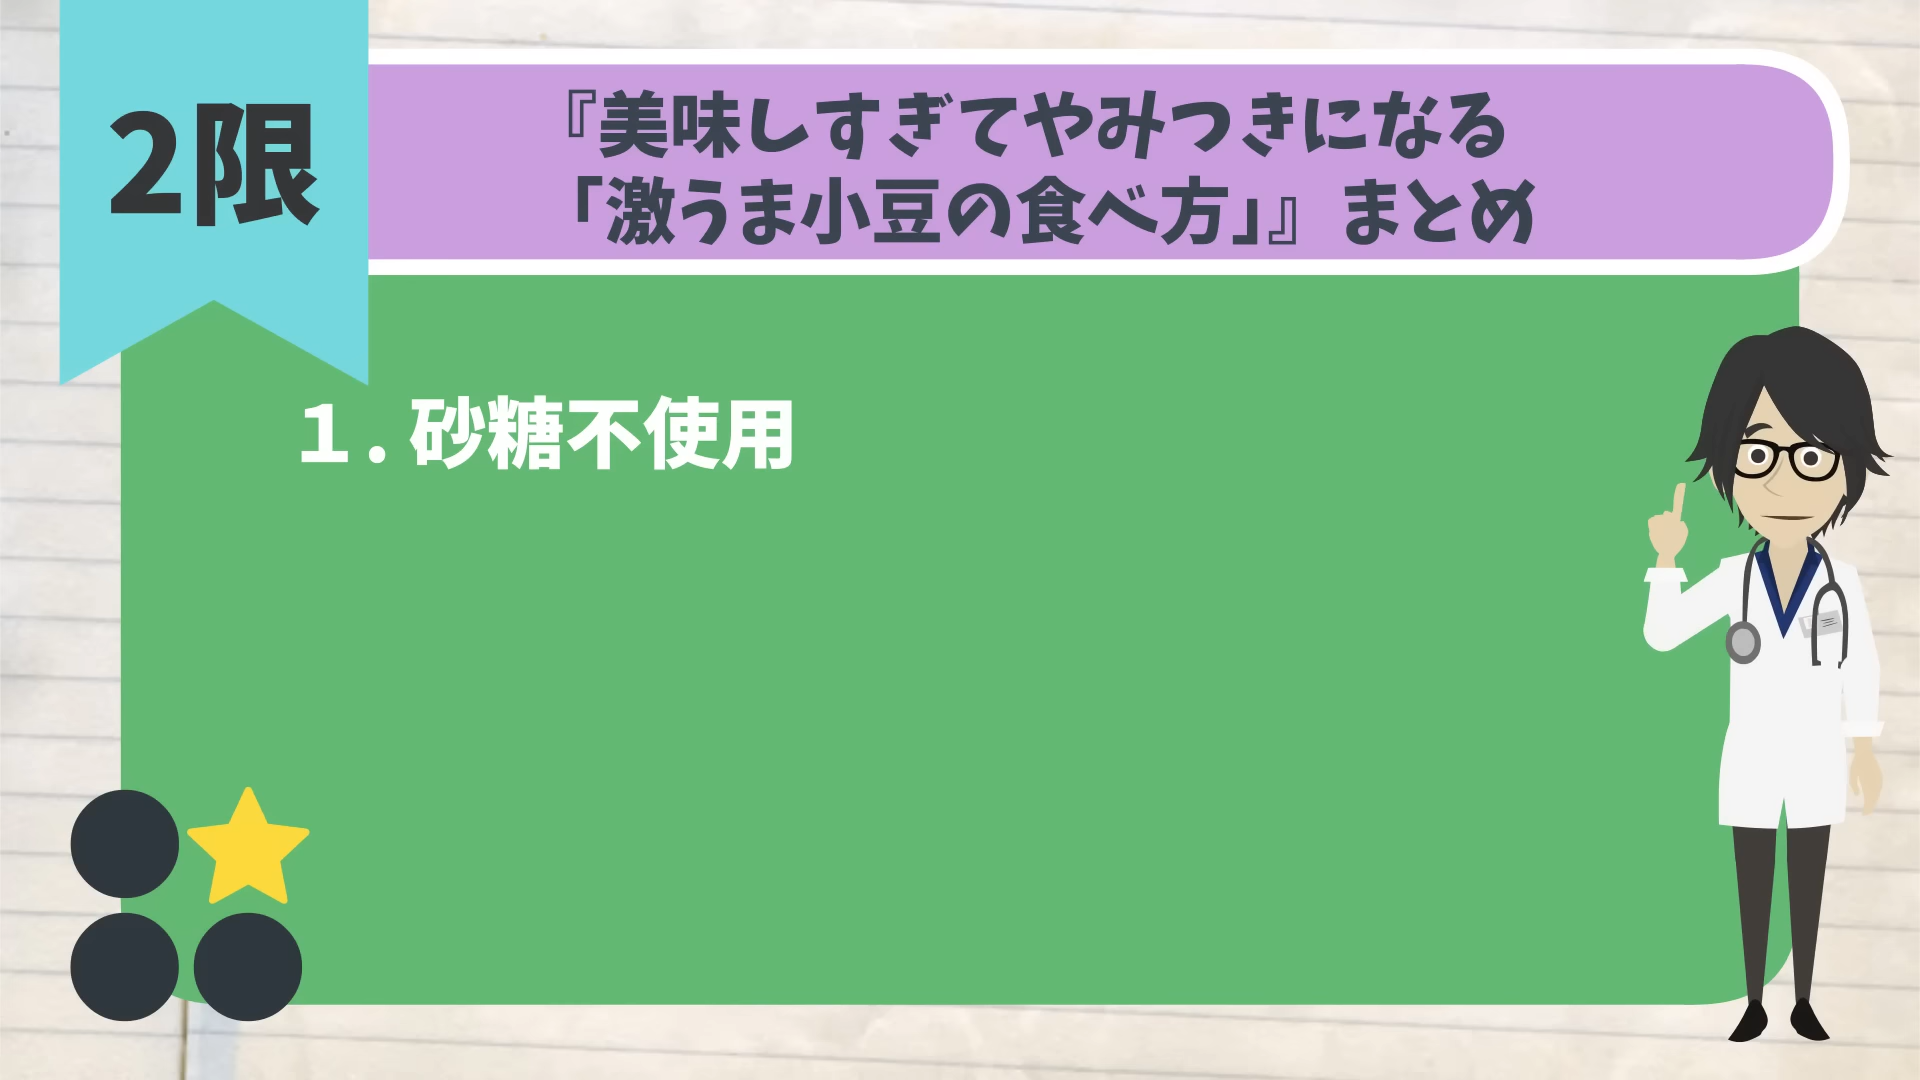 2限
『美味しすぎてやみつきになる
「激うま小豆の食べ方」』まとめ
１. 砂糖不使用